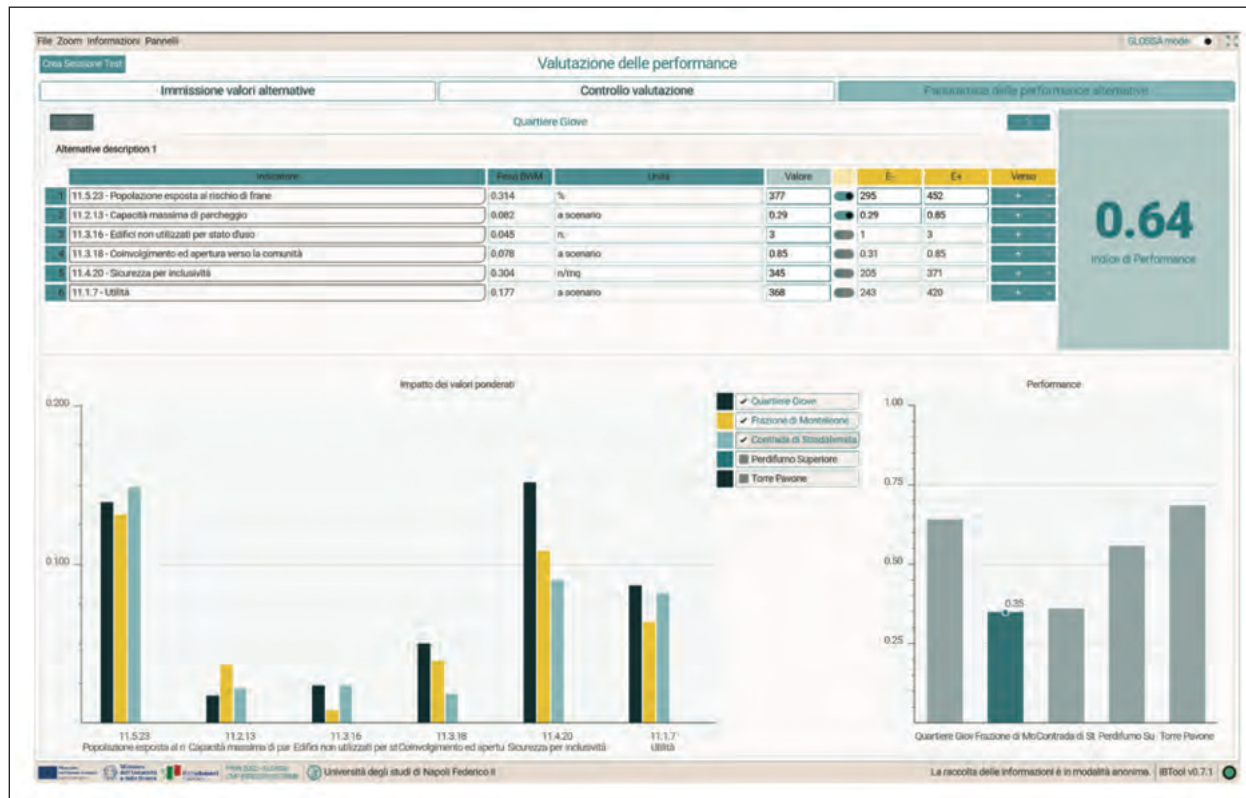 File Zoom Informazioni Pannelli
GLOSSA mode
Crea Sessione Test
Valutazione delle performance
Immissione valori alternative
Controllo valutazione
Panoramica delle performance alternative
Quartiere Giove
Alternative description 1
Indicatore Peso BWM Unità Valore E- E+ Verso
1 11.5.23 - Popolazione esposta al rischio di frane 0.314 % 377 295 452 + -
2 11.2.13 - Capacità massima di parcheggio 0.082 a scenario 0.29 0.29 0.85 + -
3 11.3.16 - Edifici non utilizzati per stato d'uso 0.045 n. 3 1 3 + -
4 11.3.18 - Coinvolgimento ed apertura verso la comunità 0.078 a scenario 0.85 0.31 0.85 + -
5 11.4.20 - Sicurezza per inclusività 0.304 n/mq 345 205 371 + -
6 11.1.7 - Utilità 0.177 a scenario 368 243 420 + -
0.64
Indice di Performance
Impatto dei valori ponderati
0.200
0.100
0
11.5.23 11.2.13 11.3.16 11.3.18 11.4.20 11.1.7
Popolazione esposta al ri Capacità massima di par Edifici non utilizzati per st Coinvolgimento ed apertu Sicurezza per inclusività Utilità
✔ Quartiere Giove
✔ Frazione di Monteleone
✔ Contrada di
Perdifumo Superiore
Torre Pavone
Performance
1.00
0.75
0.50
0.25
0.35
Quartiere Giov Frazione di Mo Contrada di St Perdifumo Su Torre Pavone
Università degli studi di Napoli Federico II
La raccolta delle informazioni è in modalità anonima. IBTool v0.7.1